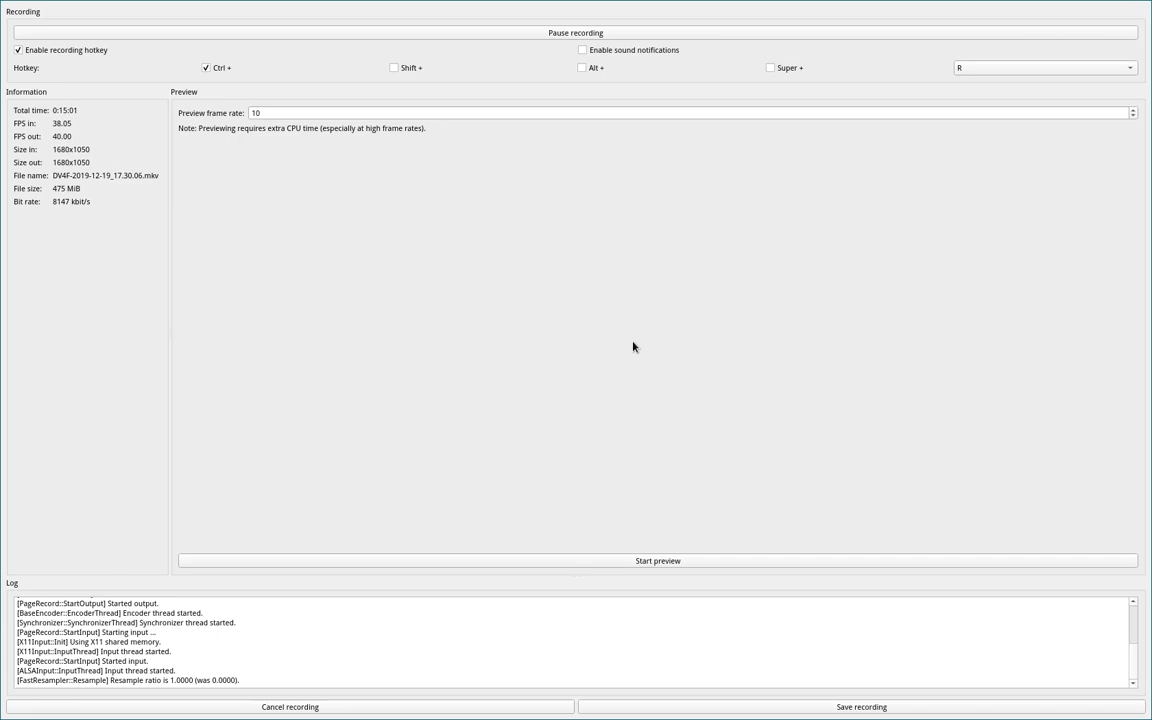 Recording
Pause recording
Enable recording hotkey
Enable sound notifications
Hotkey: Ctrl + Shift + Alt + Super + R
Information
Total time: 0:15:01
FPS in: 38.05
FPS out: 40.00
Size in: 1680x1050
Size out: 1680x1050
File name: DV4F-2019-12-19_17.30.06.mkv
File size: 475 MiB
Bit rate: 8147 kbit/s
Preview
Preview frame rate: 10
Note: Previewing requires extra CPU time (especially at high frame rates).
Start preview
Log
[PageRecord::StartOutput] Started output.
[BaseEncoder::EncoderThread] Encoder thread started.
[Synchronizer::SynchronizerThread] Synchronizer thread started.
[PageRecord::StartInput] Starting input ...
[X11Input::Init] Using X11 shared memory.
[X11Input::InputThread] Input thread started.
[PageRecord::StartInput] Started input.
[ALSAInput::InputThread] Input thread started.
[FastResampler::Resample] Resample ratio is 1.0000 (was 0.0000).
Cancel recording
Save recording